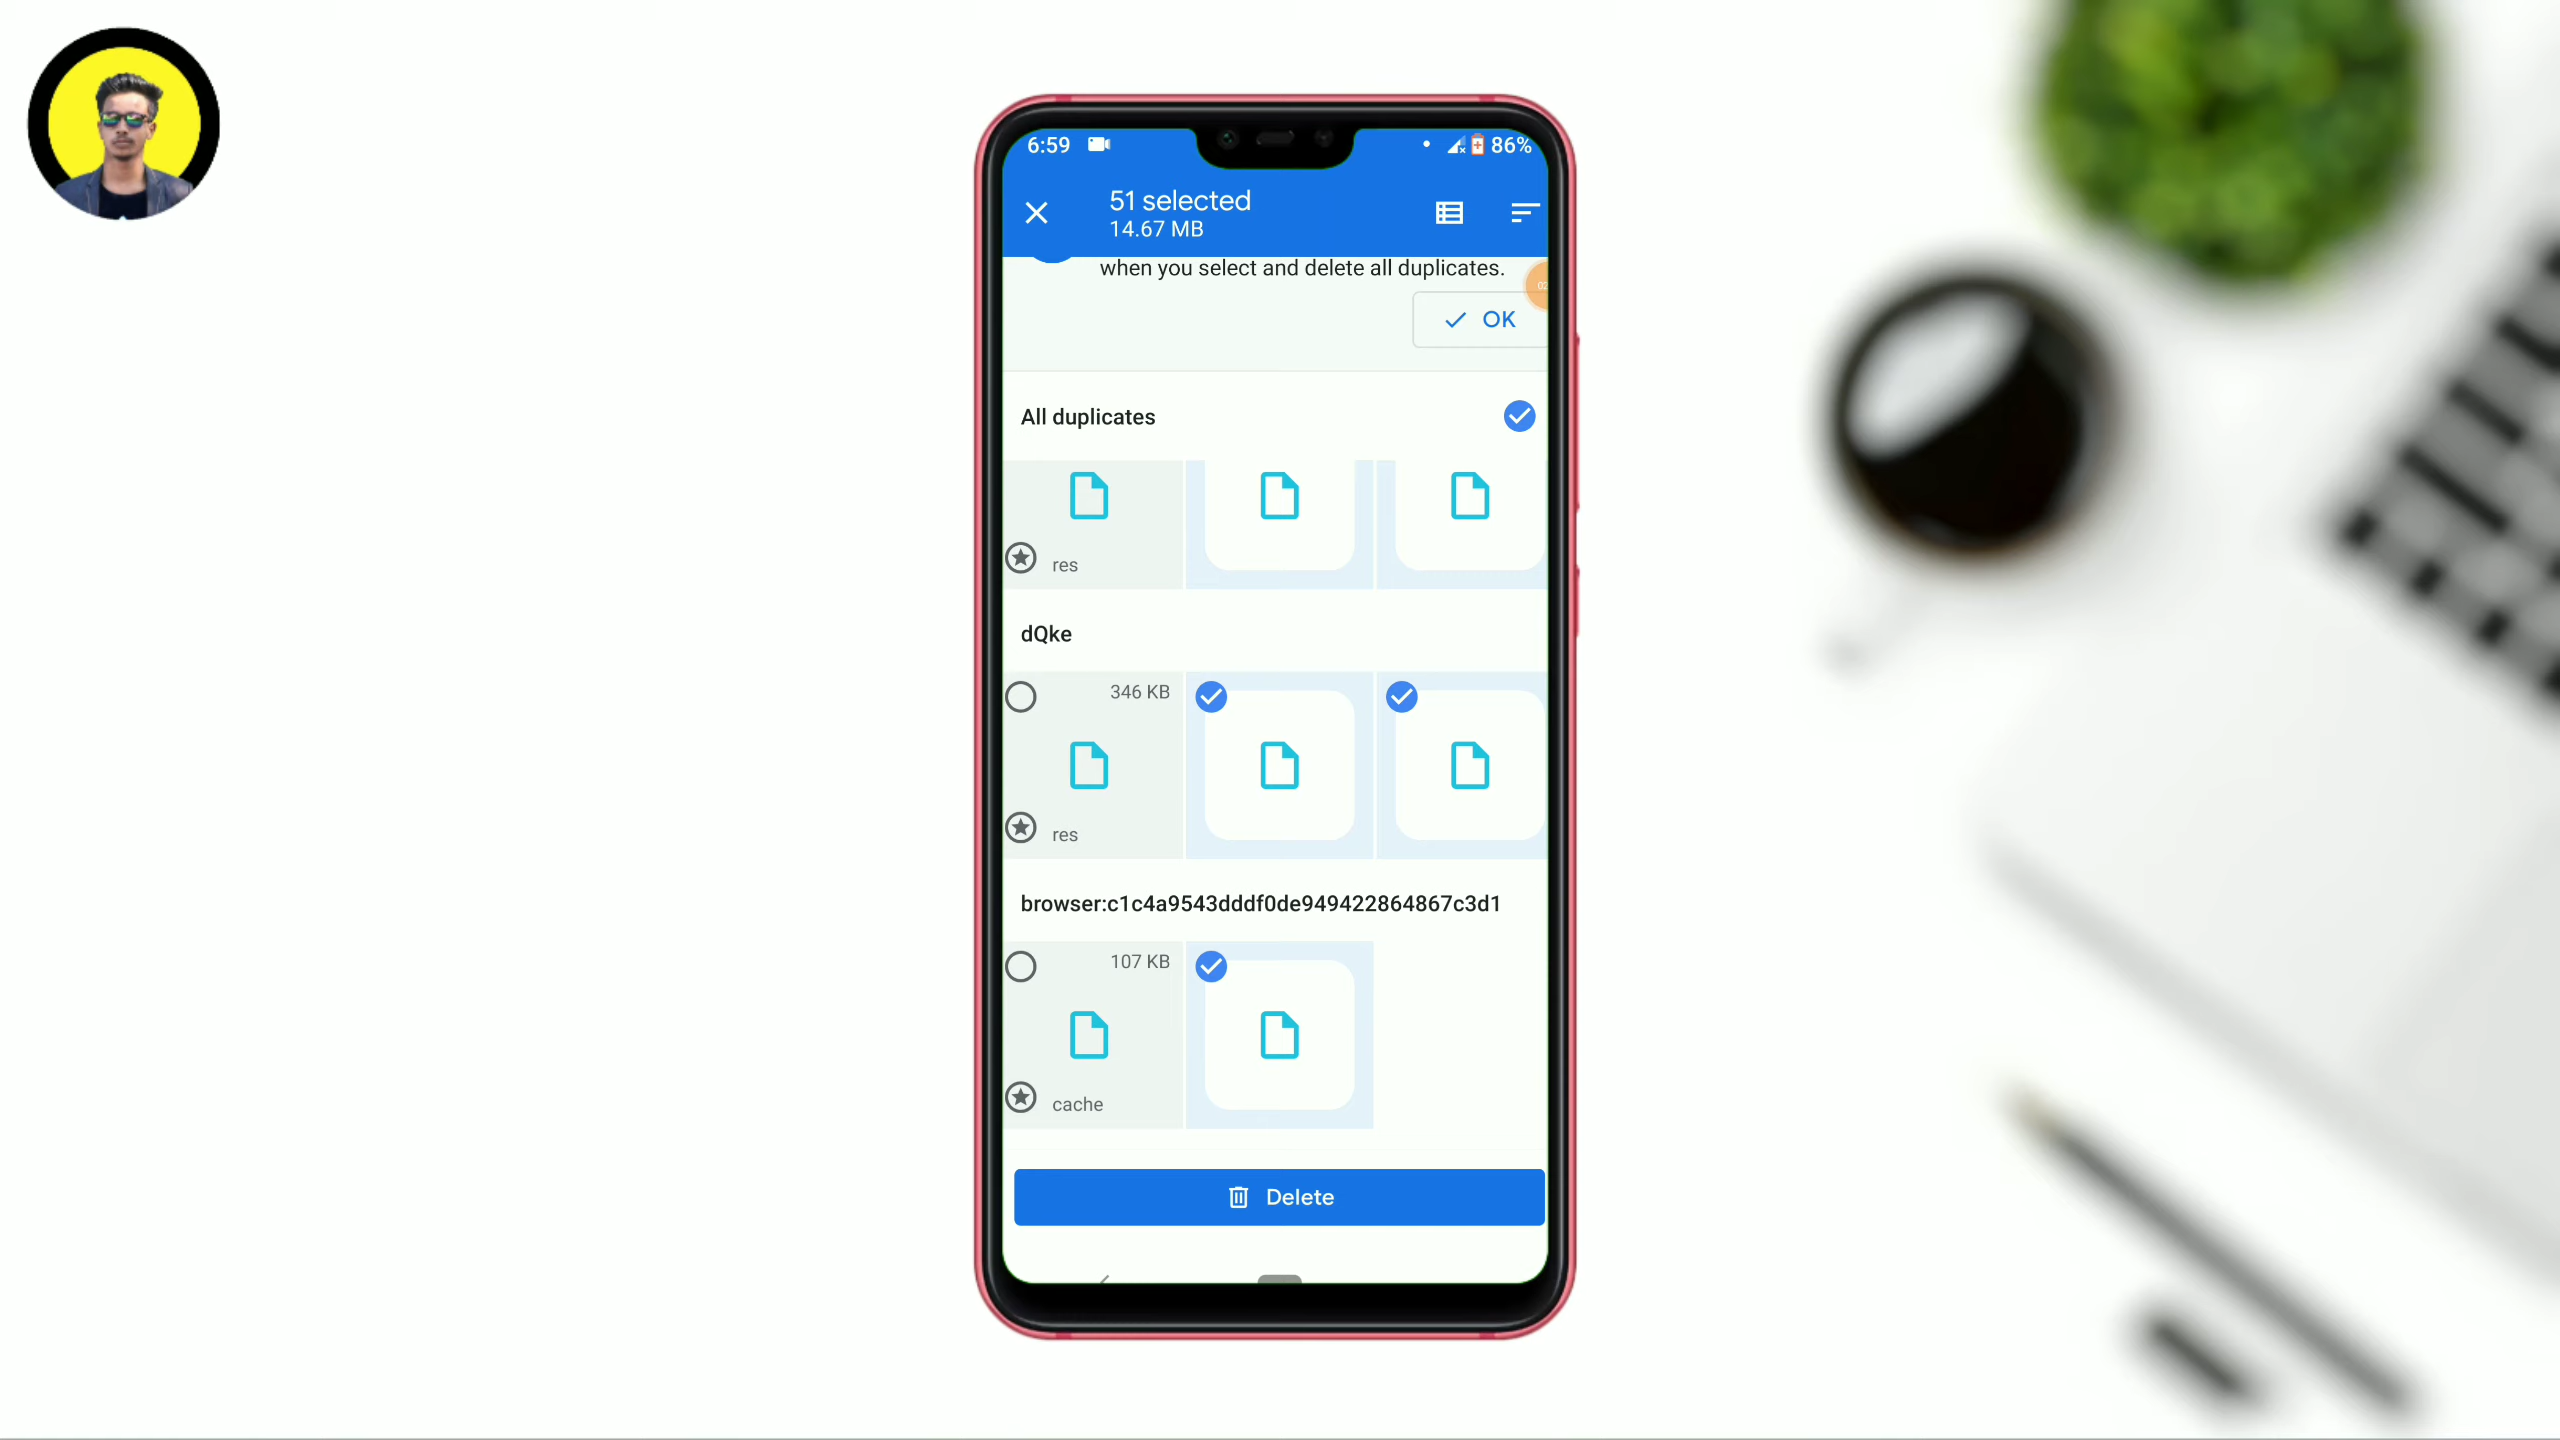 6:59
86%
51 selected
14.67 MB
when you select and delete all duplicates.
02
OK
All duplicates
res
dQke
346 KB
res
browser:c1c4a9543dddf0de949422864867c3d1
107 KB
cache
Delete